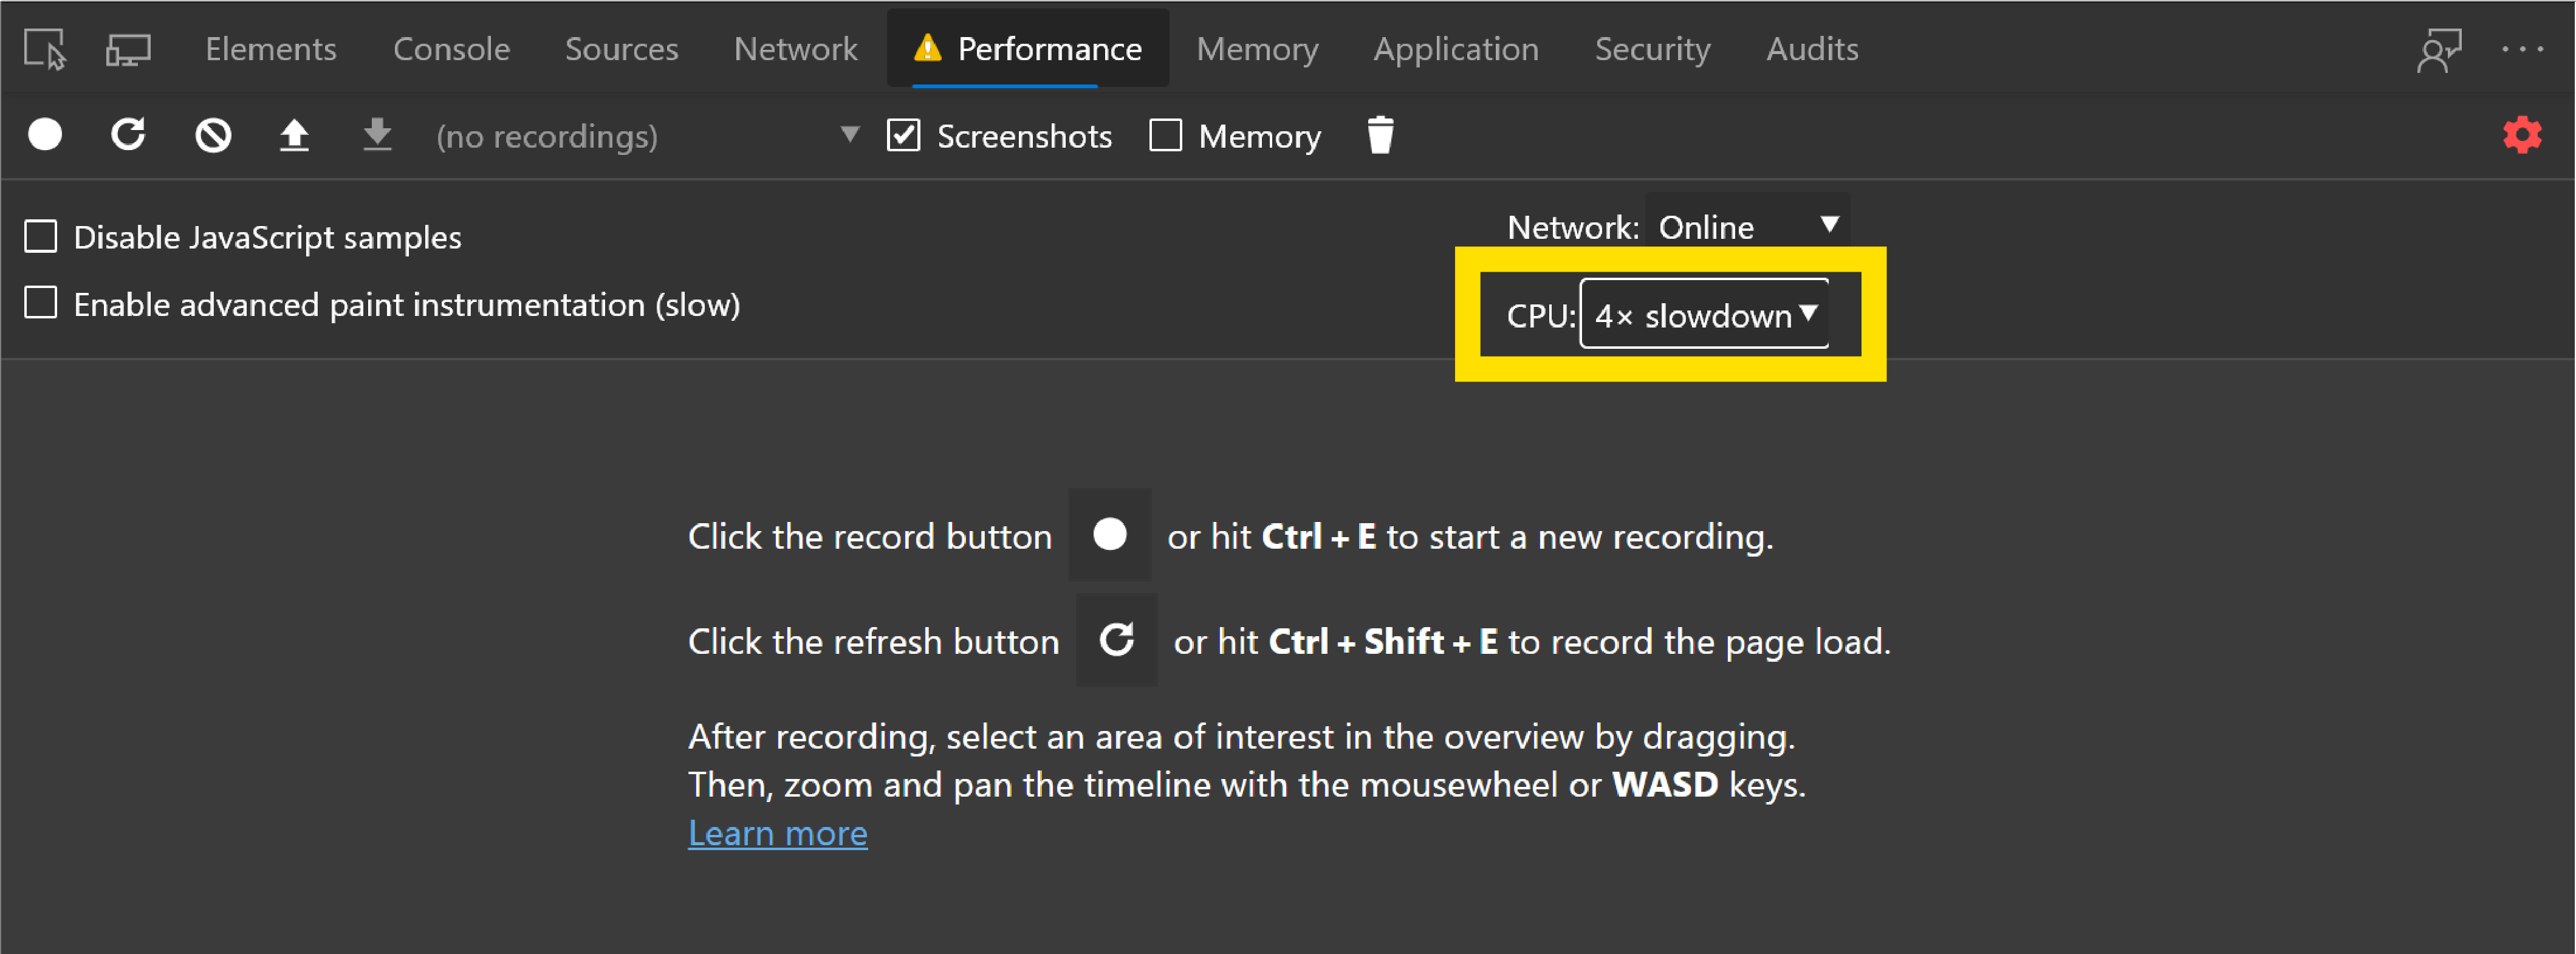 Elements Console Sources Network Performance Memory Application Security Audits
(no recordings) Screenshots Memory
Disable JavaScript samples
Network: Online
Enable advanced paint instrumentation (slow)
CPU: 4× slowdown
Click the record button or hit Ctrl + E to start a new recording.
Click the refresh button or hit Ctrl + Shift + E to record the page load.
After recording, select an area of interest in the overview by dragging.
Then, zoom and pan the timeline with the mousewheel or WASD keys.
Learn more